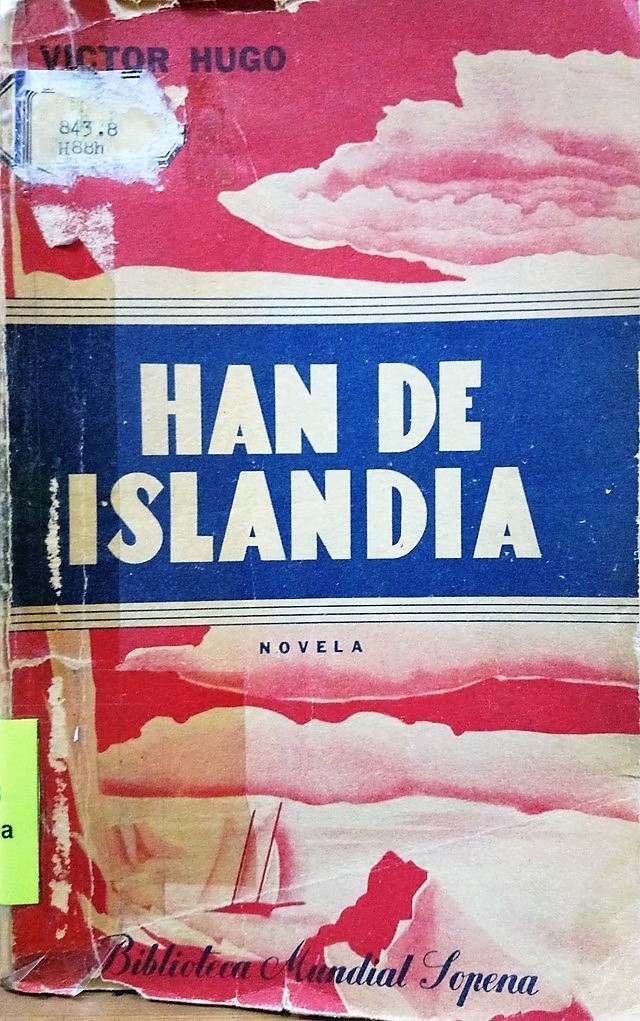 VICTOR HUGO
843.8
H88h
HAN DE
ISLANDIA
NOVELA
a
Biblioteca Mundial Sopena